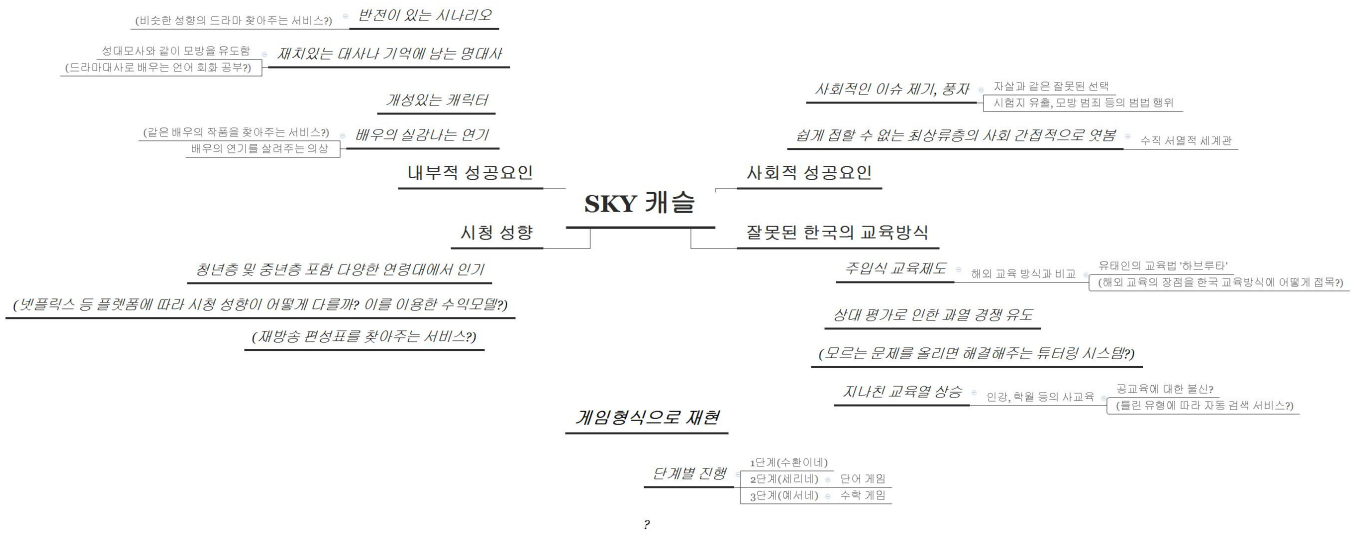 반전이 있는 시나리오
(비슷한 성향의 드라마 찾아주는 서비스?)
재치있는 대사나 기억에 남는 명대사
성대모사와 같이 모방을 유도함
(드라마대사로 배우는 언어 회화 공부?)
개성있는 캐릭터
배우의 실감나는 연기
(같은 배우의 작품을 찾아주는 서비스?)
배우의 연기를 살려주는 의상
내부적 성공요인
사회적인 이슈 제기, 풍자
자살과 같은 잘못된 선택
시험지 유출, 모방 범죄 등의 범법 행위
쉽게 접할 수 없는 최상류층의 사회 간접적으로 엿봄
수직 서열적 세계관
사회적 성공요인
SKY 캐슬
시청 성향
청년층 및 중년층 포함 다양한 연령대에서 인기
(넷플릭스 등 플렛폼에 따라 시청 성향이 어떻게 다를까? 이를 이용한 수익모델?)
(재방송 편성표를 찾아주는 서비스?)
잘못된 한국의 교육방식
주입식 교육제도
해외 교육 방식과 비교
유태인의 교육법 '하브루타'
(해외 교육의 장점을 한국 교육방식에 어떻게 접목?)
상대 평가로 인한 과열 경쟁 유도
(모르는 문제를 올리면 해결해주는 튜터링 시스템?)
지나친 교육열 상승
인강, 학원 등의 사교육
공교육에 대한 불신?
(틀린 유형에 따라 자동 검색 서비스?)
게임형식으로 재현
단계별 진행
1단계(수환이네)
2단계(세리네)
단어 게임
3단계(예서네)
수학 게임
?